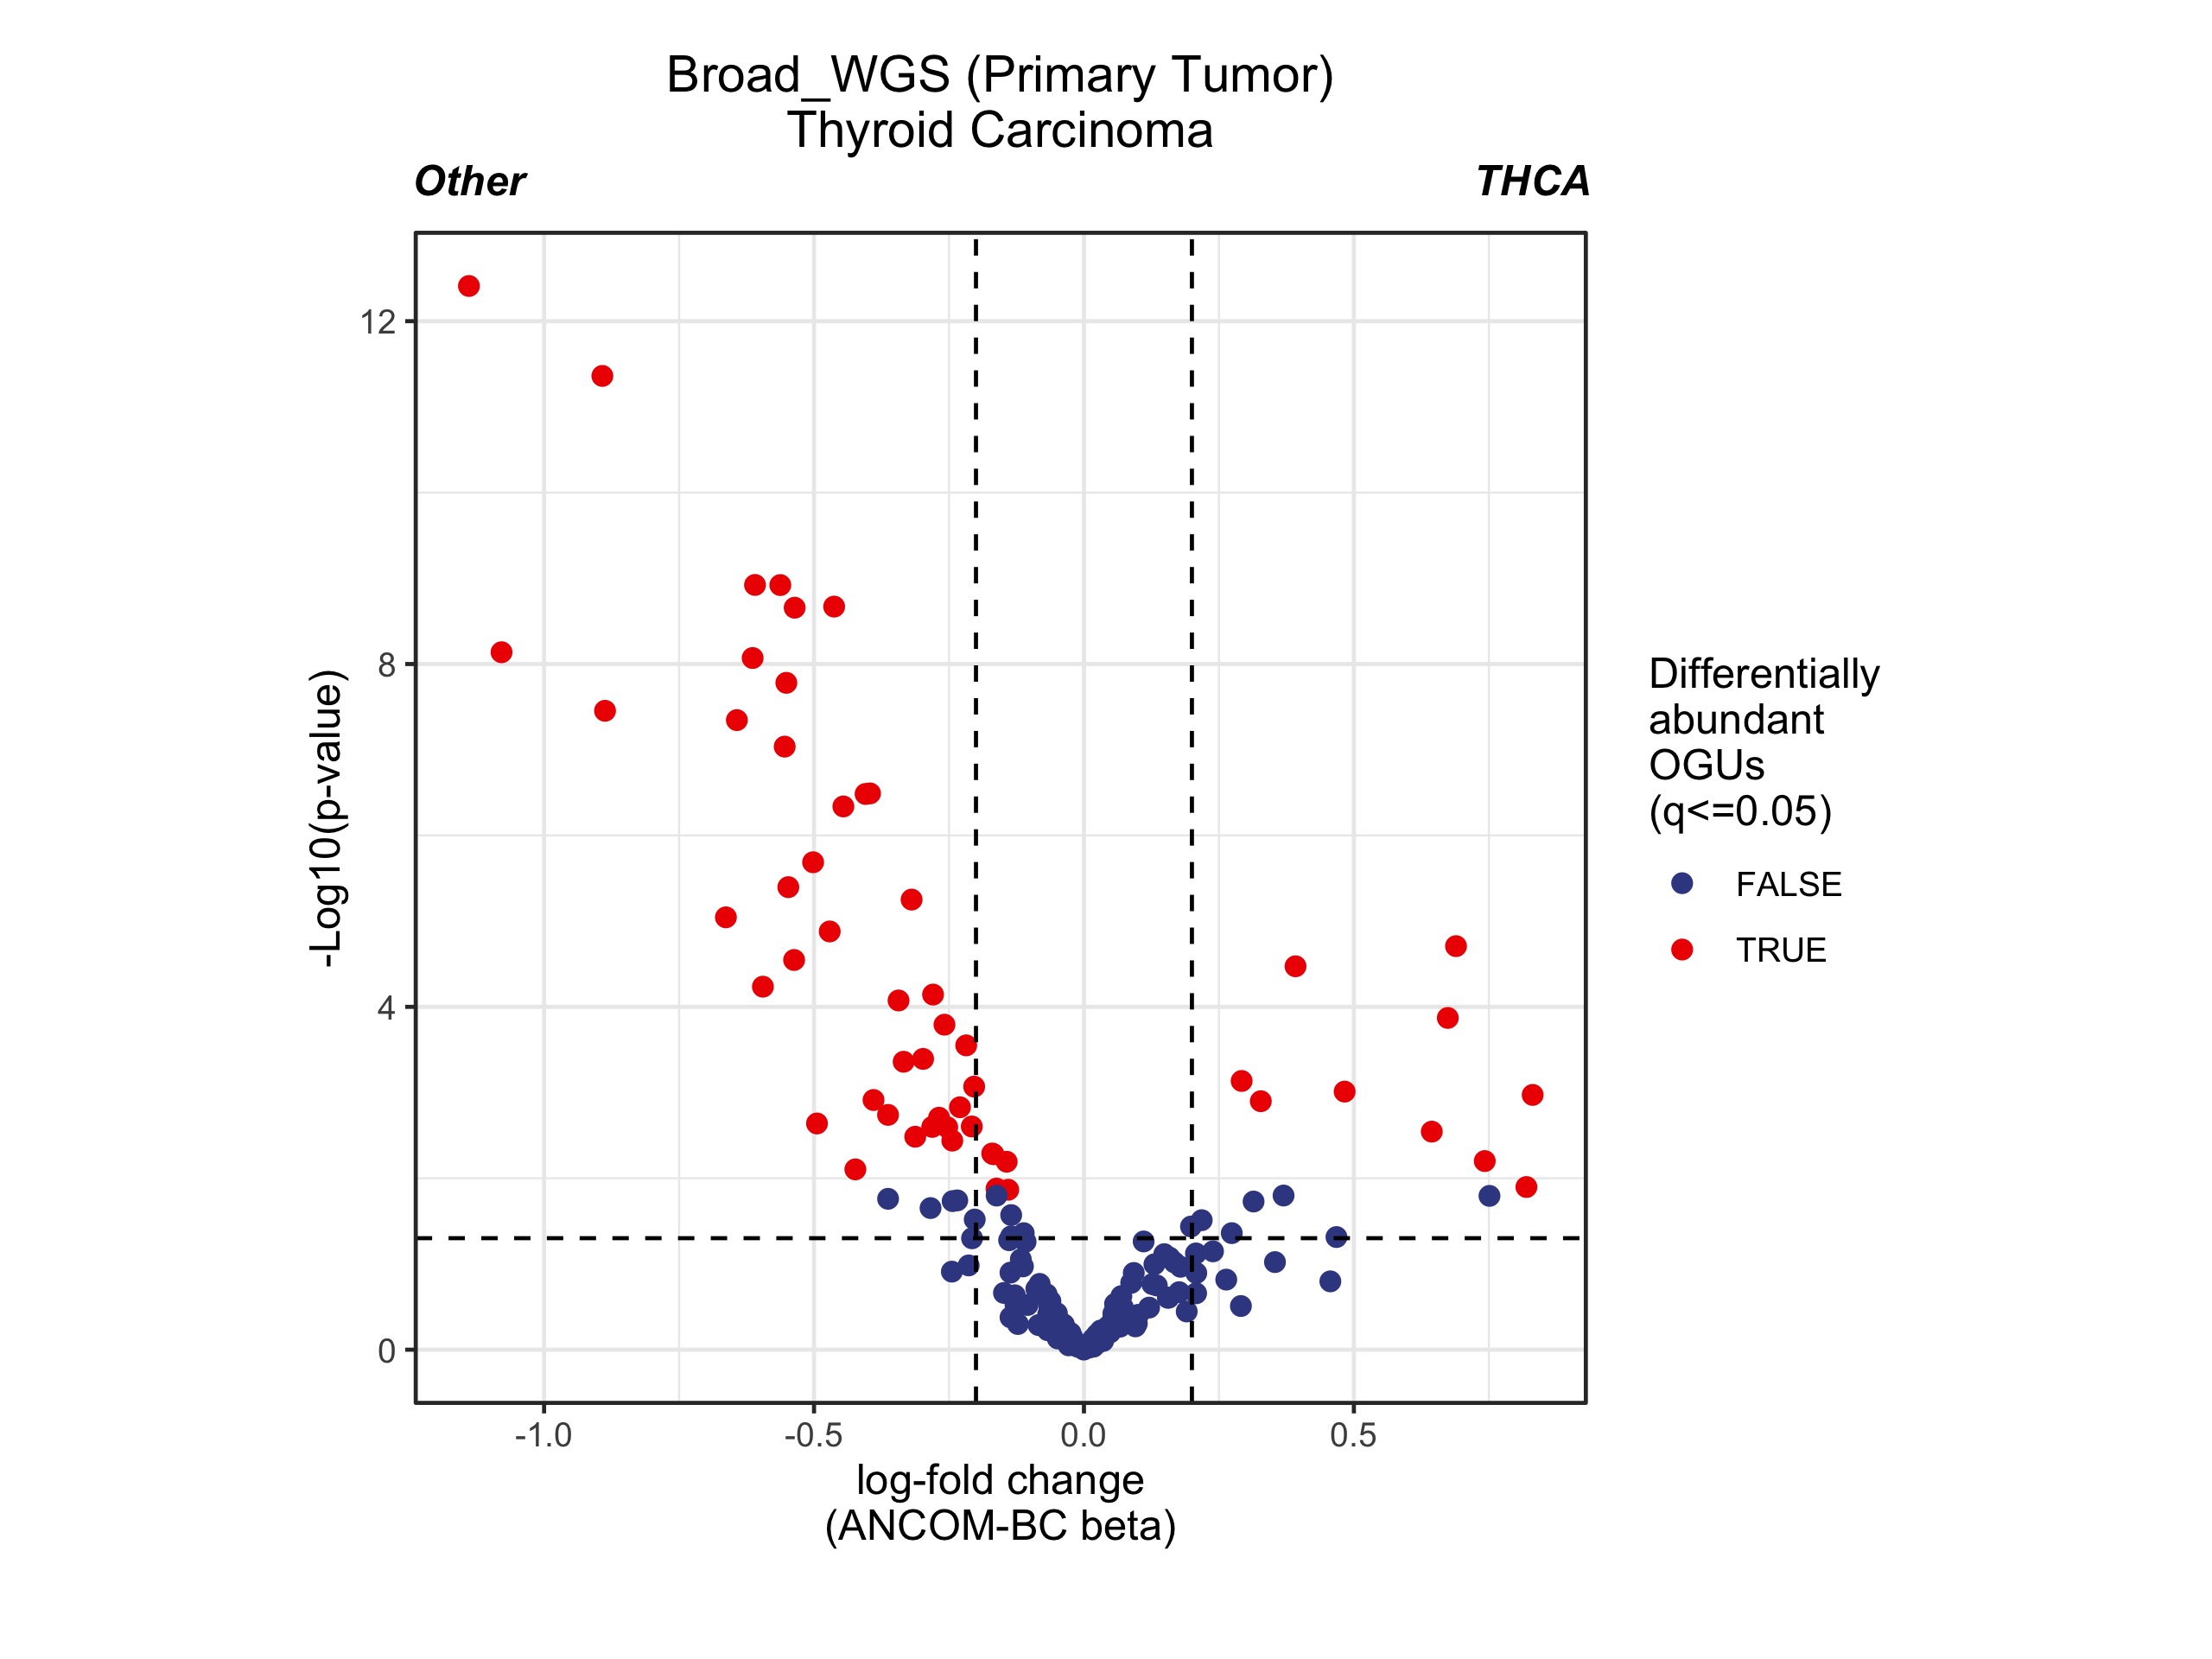 Broad_WGS (Primary Tumor)
Thyroid Carcinoma
Other
THCA
12
8
4
0
-Log10(p-value)
-1.0
-0.5
0.0
0.5
log-fold change
(ANCOM-BC beta)
Differentially
abundant
OGUs
(q<=0.05)
FALSE
TRUE